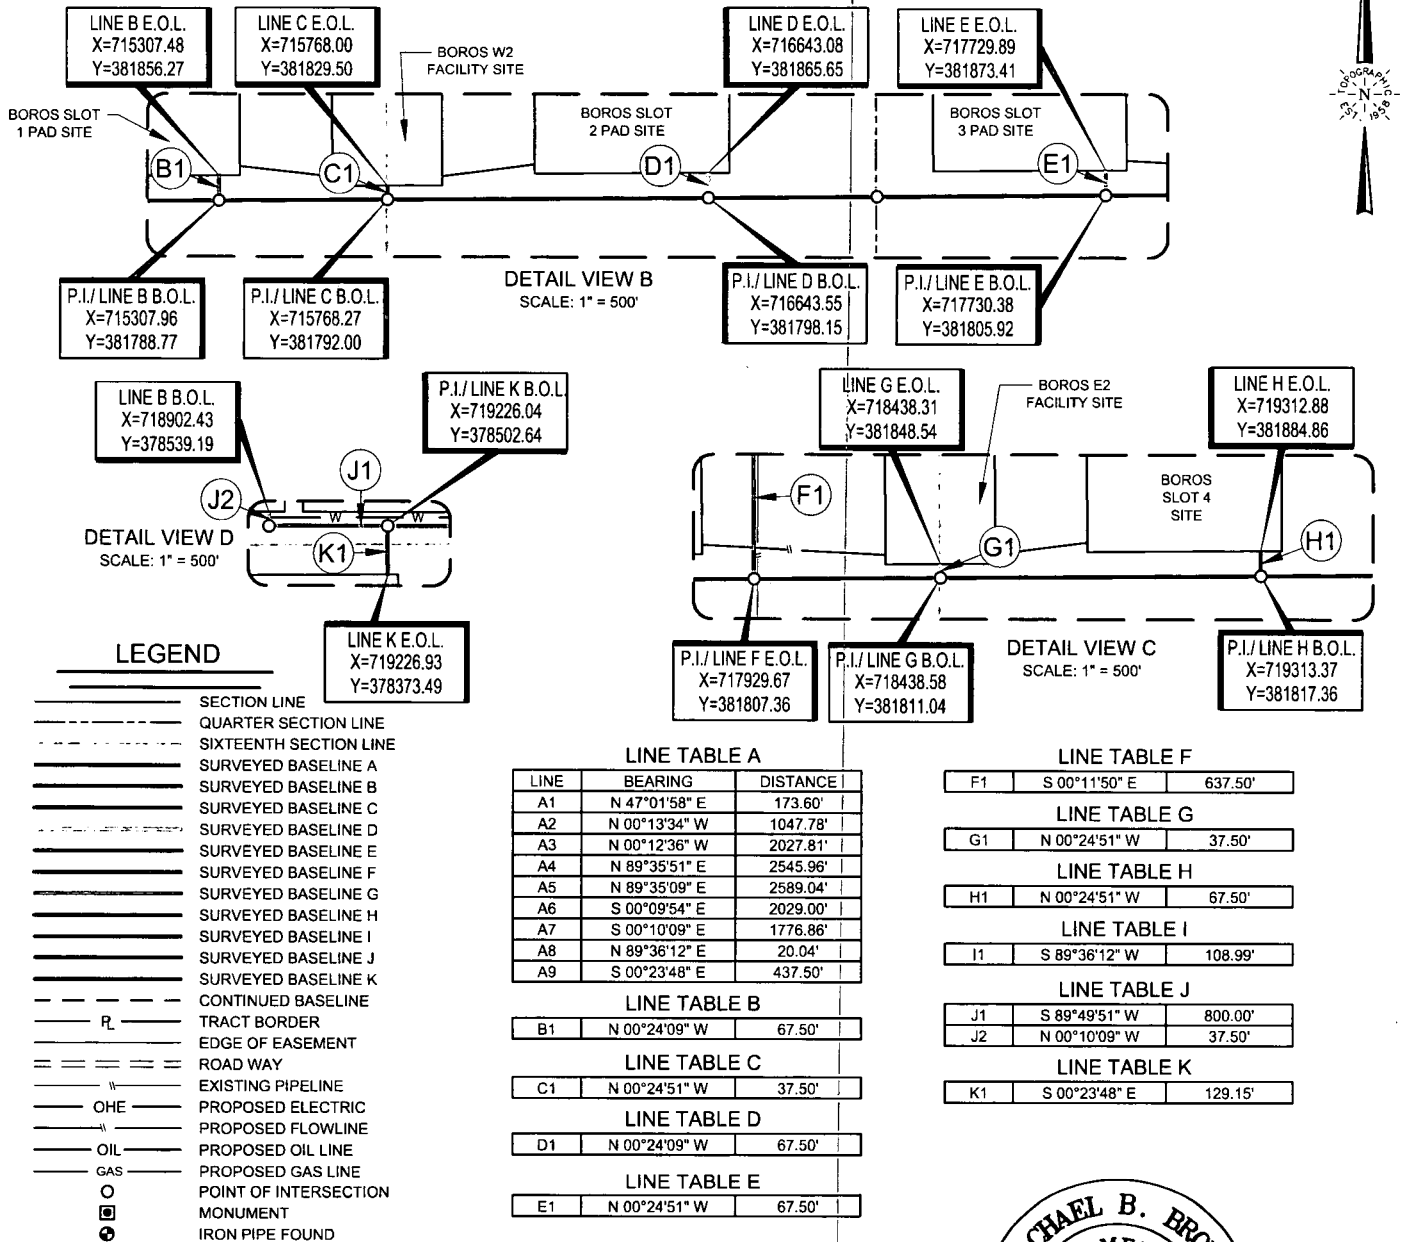 LINE B E.O.L.
X=715307.48
Y=381856.27
LINE C E.O.L.
X=715768.00
Y=381829.50
LINE D E.O.L.
X=716643.08
Y=381865.65
LINE E E.O.L.
X=717729.89
Y=381873.41
TOPOGRAPHIC
N
EST. 1958
BOROS SLOT
1 PAD SITE
BOROS W2
FACILITY SITE
BOROS SLOT
2 PAD SITE
BOROS SLOT
3 PAD SITE
B1
C1
D1
E1
DETAIL VIEW B
SCALE: 1" = 500'
P.I./ LINE B B.O.L.
X=715307.96
Y=381788.77
P.I./ LINE C B.O.L.
X=715768.27
Y=381792.00
P.I./ LINE D B.O.L.
X=716643.55
Y=381798.15
P.I./ LINE E B.O.L.
X=717730.38
Y=381805.92
LINE B B.O.L.
X=718902.43
Y=378539.19
P.I./ LINE K B.O.L.
X=719226.04
Y=378502.64
LINE G E.O.L.
X=718438.31
Y=381848.54
BOROS E2
FACILITY SITE
LINE H E.O.L.
X=719312.88
Y=381884.86
J2
J1
W
W
K1
DETAIL VIEW D
SCALE: 1" = 500'
F1
G1
BOROS
SLOT 4
SITE
H1
LINE K E.O.L.
X=719226.93
Y=378373.49
P.I./ LINE F E.O.L.
X=717929.67
Y=381807.36
P.I./ LINE G B.O.L.
X=718438.58
Y=381811.04
DETAIL VIEW C
SCALE: 1" = 500'
P.I./ LINE H B.O.L.
X=719313.37
Y=381817.36
LEGEND
SECTION LINE
QUARTER SECTION LINE
SIXTEENTH SECTION LINE
SURVEYED BASELINE A
SURVEYED BASELINE B
SURVEYED BASELINE C
SURVEYED BASELINE D
SURVEYED BASELINE E
SURVEYED BASELINE F
SURVEYED BASELINE G
SURVEYED BASELINE H
SURVEYED BASELINE I
SURVEYED BASELINE J
SURVEYED BASELINE K
CONTINUED BASELINE
PL TRACT BORDER
EDGE OF EASEMENT
ROAD WAY
EXISTING PIPELINE
OHE PROPOSED ELECTRIC
PROPOSED FLOWLINE
OIL PROPOSED OIL LINE
GAS PROPOSED GAS LINE
POINT OF INTERSECTION
MONUMENT
IRON PIPE FOUND
LINE TABLE A
LINE BEARING DISTANCE
A1 N 47°01'58" E 173.60'
A2 N 00°13'34" W 1047.78'
A3 N 00°12'36" W 2027.81'
A4 N 89°35'51" E 2545.96'
A5 N 89°35'09" E 2589.04'
A6 S 00°09'54" E 2029.00'
A7 S 00°10'09" E 1776.86'
A8 N 89°36'12" E 20.04'
A9 S 00°23'48" E 437.50'
LINE TABLE B
B1 N 00°24'09" W 67.50'
LINE TABLE C
C1 N 00°24'51" W 37.50'
LINE TABLE D
D1 N 00°24'09" W 67.50'
LINE TABLE E
E1 N 00°24'51" W 67.50'
LINE TABLE F
F1 S 00°11'50" E 637.50'
LINE TABLE G
G1 N 00°24'51" W 37.50'
LINE TABLE H
H1 N 00°24'51" W 67.50'
LINE TABLE I
I1 S 89°36'12" W 108.99'
LINE TABLE J
J1 S 89°49'51" W 800.00'
J2 N 00°10'09" W 37.50'
LINE TABLE K
K1 S 00°23'48" E 129.15'
CHAEL B. BRO